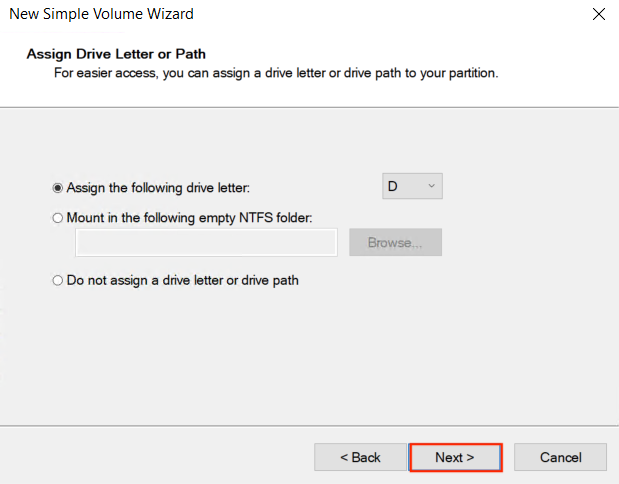 New Simple Volume Wizard
Assign Drive Letter or Path
For easier access, you can assign a drive letter or drive path to your partition.
Assign the following drive letter: D
Mount in the following empty NTFS folder:
Browse...
Do not assign a drive letter or drive path
< Back Next > Cancel